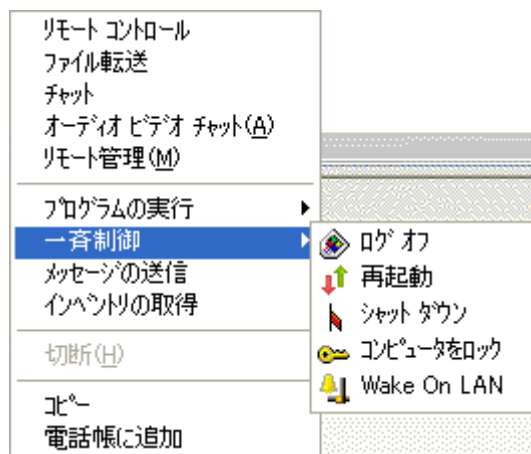 リモート コントロール
ファイル転送
チャット
オーディオ ビデオ チャット(A)
リモート管理(M)
プログラムの実行
一斉制御
メッセージの送信
インベントリの取得
切断(H)
コピー
電話帳に追加
ログ オフ
再起動
シャット ダウン
コンピュータをロック
Wake On LAN